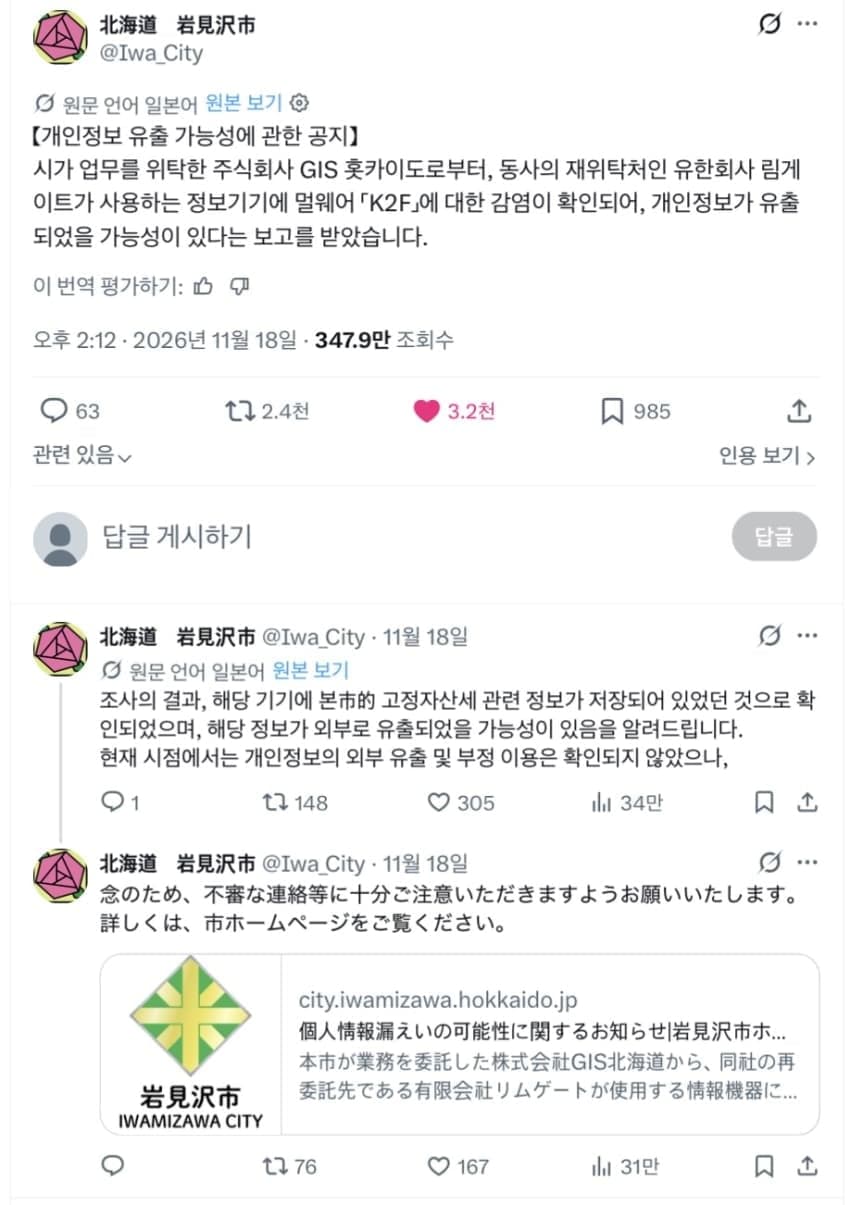 北海道　岩見沢市
@Iwa_City
원문 언어 일본어 원본 보기
【개인정보 유출 가능성에 관한 공지】
시가 업무를 위탁한 주식회사 GIS 홋카이도로부터, 동사의 재위탁처인 유한회사 림게
이트가 사용하는 정보기기에 멀웨어 「K2F」에 대한 감염이 확인되어, 개인정보가 유출
되었을 가능성이 있다는 보고를 받았습니다.
이 번역 평가하기:
오후 2:12 · 2026년 11월 18일 · 347.9만 조회수
63 2.4천 3.2천 985
관련 있음 인용 보기
답글 게시하기 답글
北海道　岩見沢市 @Iwa_City · 11월 18일
원문 언어 일본어 원본 보기
조사의 결과, 해당 기기에 본市的 고정자산세 관련 정보가 저장되어 있었던 것으로 확
인되었으며, 해당 정보가 외부로 유출되었을 가능성이 있음을 알려드립니다.
현재 시점에서는 개인정보의 외부 유출 및 부정 이용은 확인되지 않았으나,
1 148 305 34만
北海道　岩見沢市 @Iwa_City · 11월 18일
念のため、不審な連絡等に十分ご注意いただきますようお願いいたします。
詳しくは、市ホームページをご覧ください。
city.iwamizawa.hokkaido.jp
個人情報漏えいの可能性に関するお知らせ|岩見沢市ホ...
本市が業務を委託した株式会社GIS北海道から、同社の再
委託先である有限会社リムゲートが使用する情報機器に...
岩見沢市
IWAMIZAWA CITY
76 167 31만